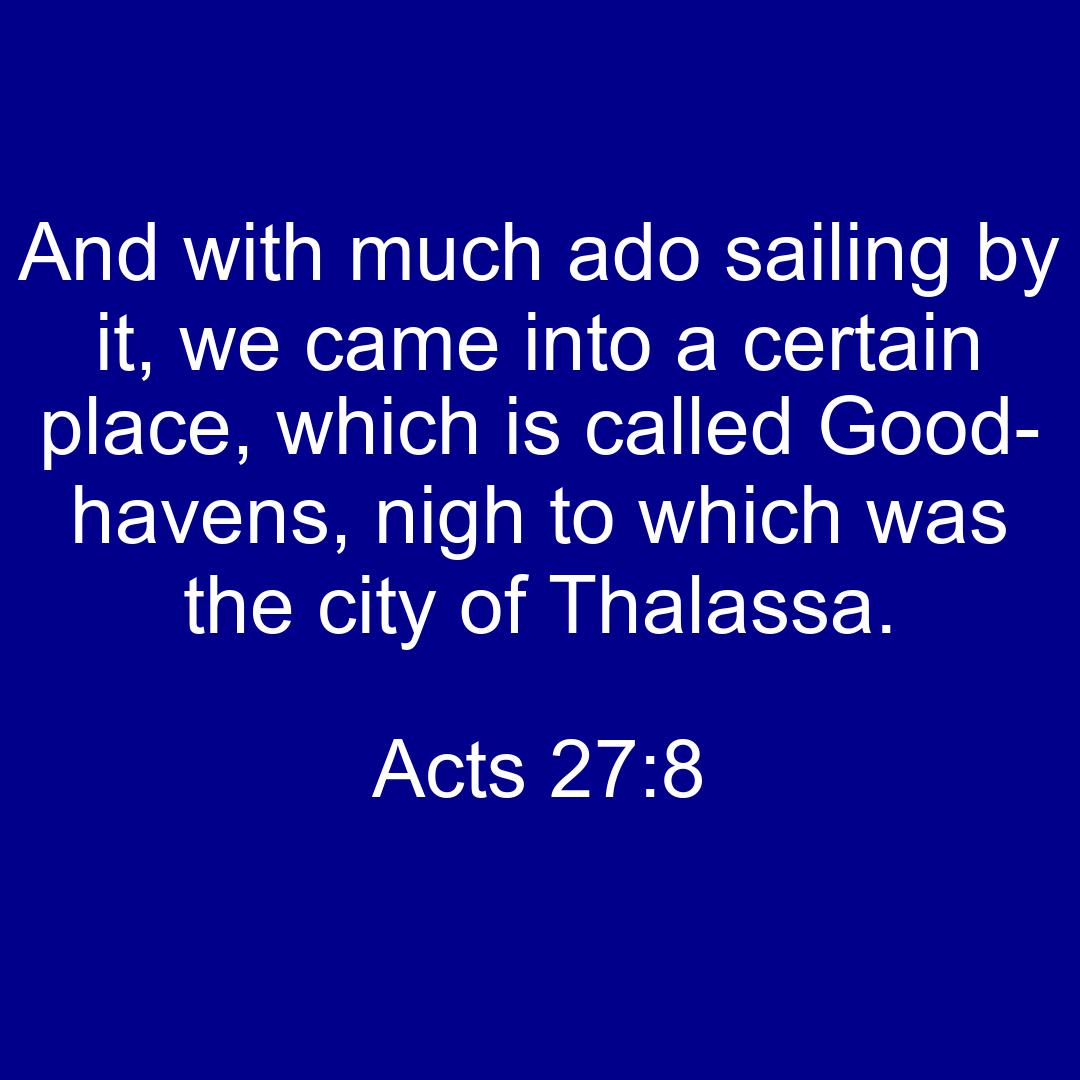 And with much ado sailing by
it, we came into a certain
place, which is called Good-
havens, nigh to which was
the city of Thalassa.
Acts 27:8